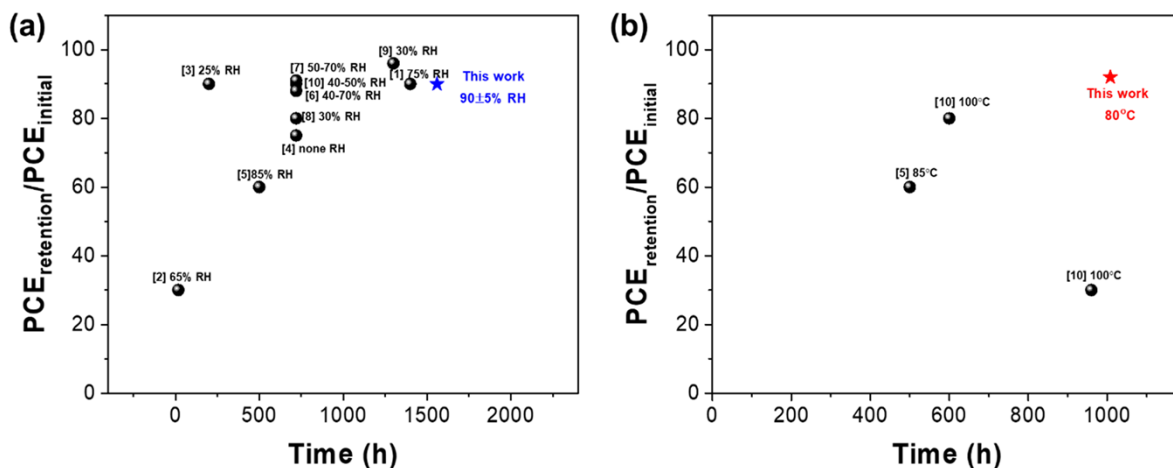 (a)
PCEretention/PCEinitial
100
80
60
40
20
0
[9] 30% RH
[3] 25% RH
[7] 50-70% RH
[1] 75% RH
[10] 40-50% RH
[6] 40-70% RH
This work
90±5% RH
[8] 30% RH
[4] none RH
[5]85% RH
[2] 65% RH
0 500 1000 1500 2000
Time (h)
(b)
PCEretention/PCEinitial
100
80
60
40
20
0
This work
80°C
[10] 100°C
[5] 85°C
[10] 100°C
0 200 400 600 800 1000
Time (h)